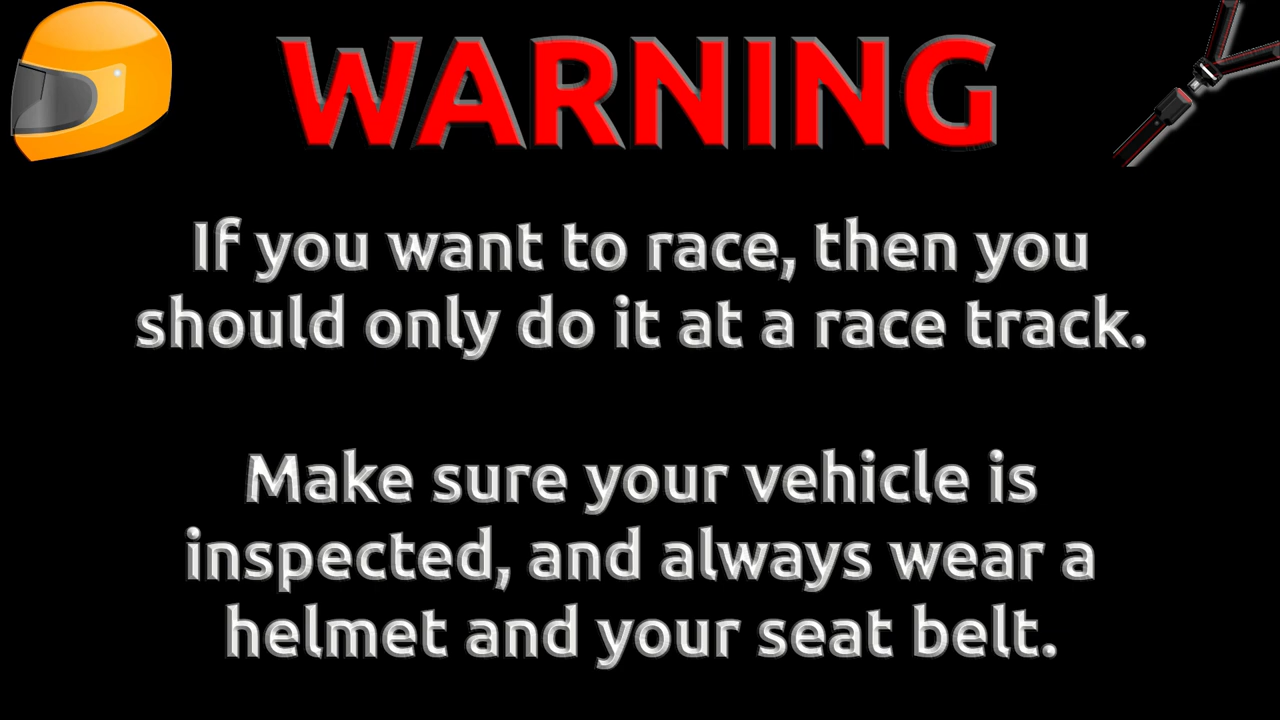 WARNING
If you want to race, then you
should only do it at a race track.
Make sure your vehicle is
inspected, and always wear a
helmet and your seat belt.